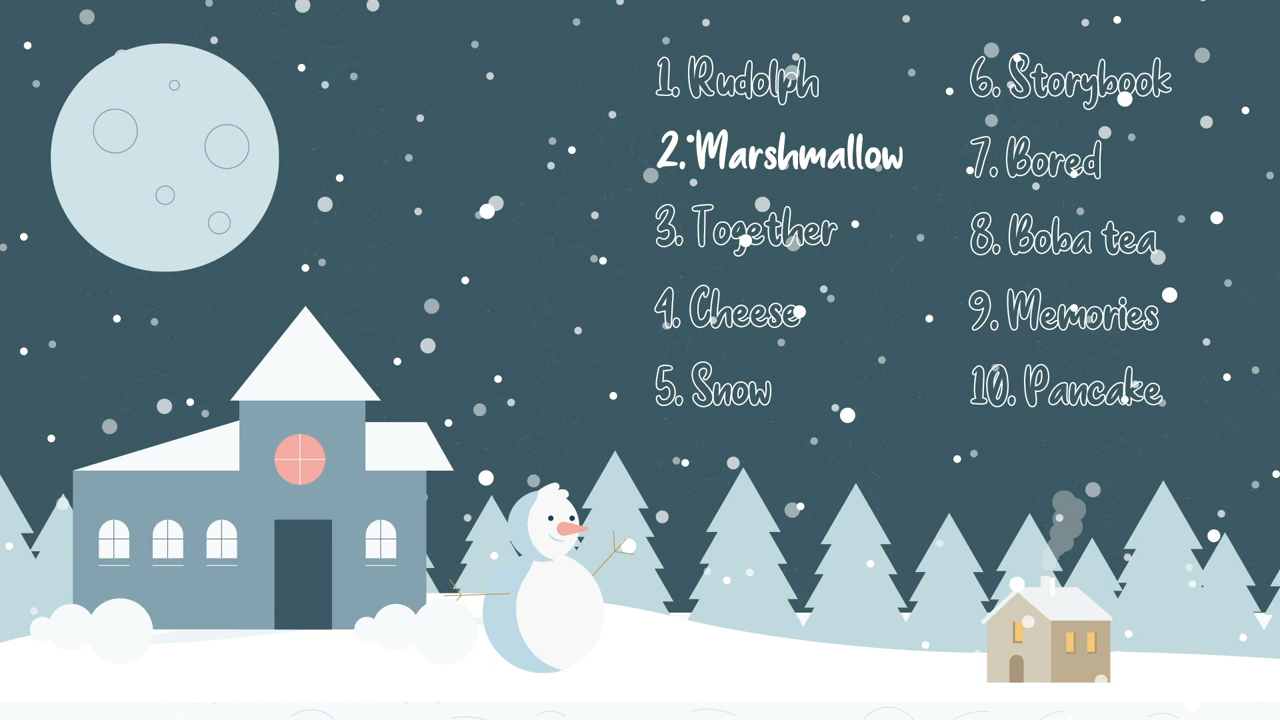 1. Rudolph
2. Marshmallow
3. Together
4. Cheese
5. Snow
6. Storybook
7. Bored
8. Boba tea
9. Memories
10. Pancake